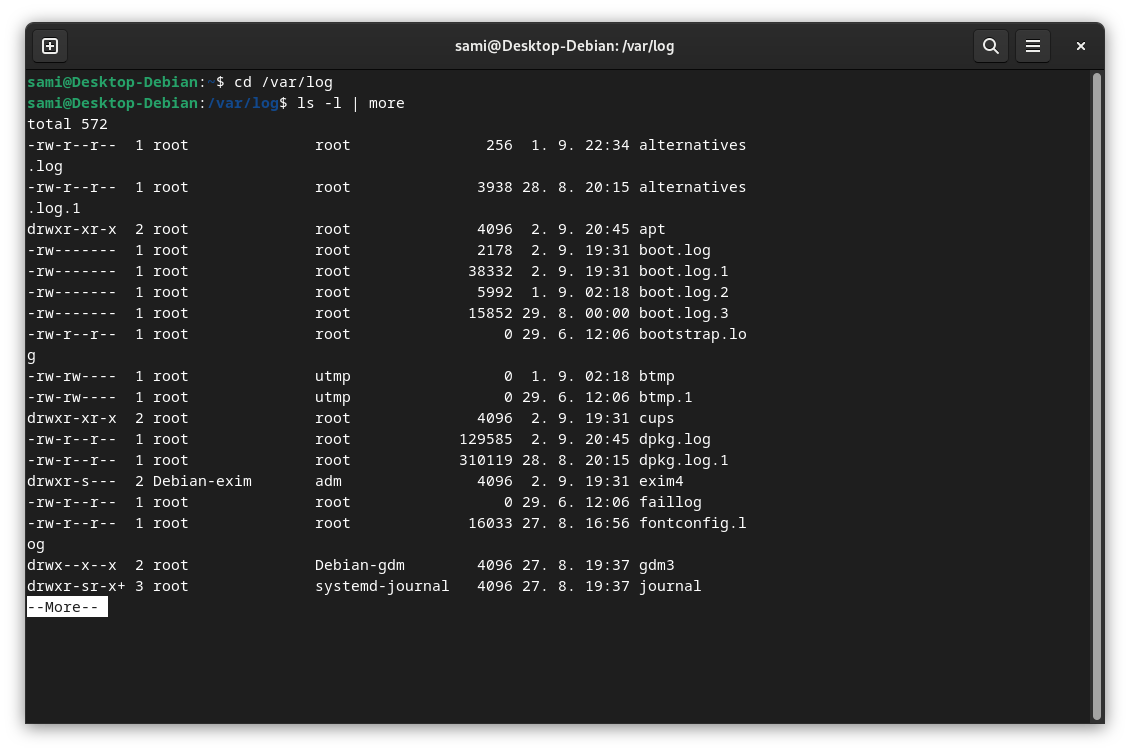 sami@Desktop-Debian: /var/log
sami@Desktop-Debian:~$ cd /var/log
sami@Desktop-Debian:/var/log$ ls -l | more
total 572
-rw-r--r--  1 root              root               256  1. 9. 22:34 alternatives
.log
-rw-r--r--  1 root              root              3938 28. 8. 20:15 alternatives
.log.1
drwxr-xr-x  2 root              root              4096  2. 9. 20:45 apt
-rw-------  1 root              root              2178  2. 9. 19:31 boot.log
-rw-------  1 root              root             38332  2. 9. 19:31 boot.log.1
-rw-------  1 root              root              5992  1. 9. 02:18 boot.log.2
-rw-------  1 root              root             15852 29. 8. 00:00 boot.log.3
-rw-r--r--  1 root              root                 0 29. 6. 12:06 bootstrap.lo
g
-rw-rw----  1 root              utmp                 0  1. 9. 02:18 btmp
-rw-rw----  1 root              utmp                 0 29. 6. 12:06 btmp.1
drwxr-xr-x  2 root              root              4096  2. 9. 19:31 cups
-rw-r--r--  1 root              root            129585  2. 9. 20:45 dpkg.log
-rw-r--r--  1 root              root            310119 28. 8. 20:15 dpkg.log.1
drwxr-s---  2 Debian-exim       adm               4096  2. 9. 19:31 exim4
-rw-r--r--  1 root              root                 0 29. 6. 12:06 faillog
-rw-r--r--  1 root              root             16033 27. 8. 16:56 fontconfig.l
og
drwx--x--x  2 root              Debian-gdm        4096 27. 8. 19:37 gdm3
drwxr-sr-x+ 3 root              systemd-journal   4096 27. 8. 19:37 journal
--More--